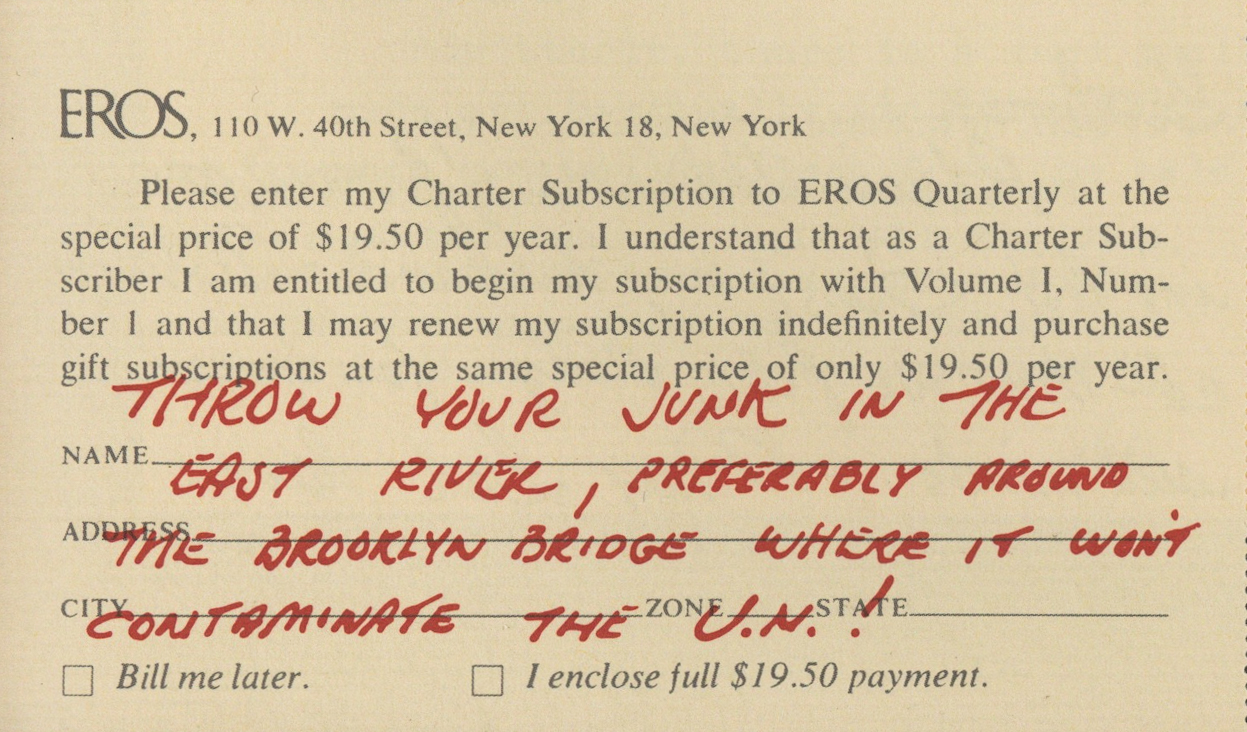 EROS, 110 W. 40th Street, New York 18, New York
Please enter my Charter Subscription to EROS Quarterly at the
special price of $19.50 per year. I understand that as a Charter Sub-
scriber I am entitled to begin my subscription with Volume I, Num-
ber 1 and that I may renew my subscription indefinitely and purchase
gift subscriptions at the same special price of only $19.50 per year.
THROW YOUR JUNK IN THE
NAME
EAST RIVER, PREFERABLY AROUND
ADDRESS
THE BROOKLYN BRIDGE WHERE IT WON'T
CITY ZONE STATE
CONTAMINATE THE U.N.!
Bill me later. I enclose full $19.50 payment.